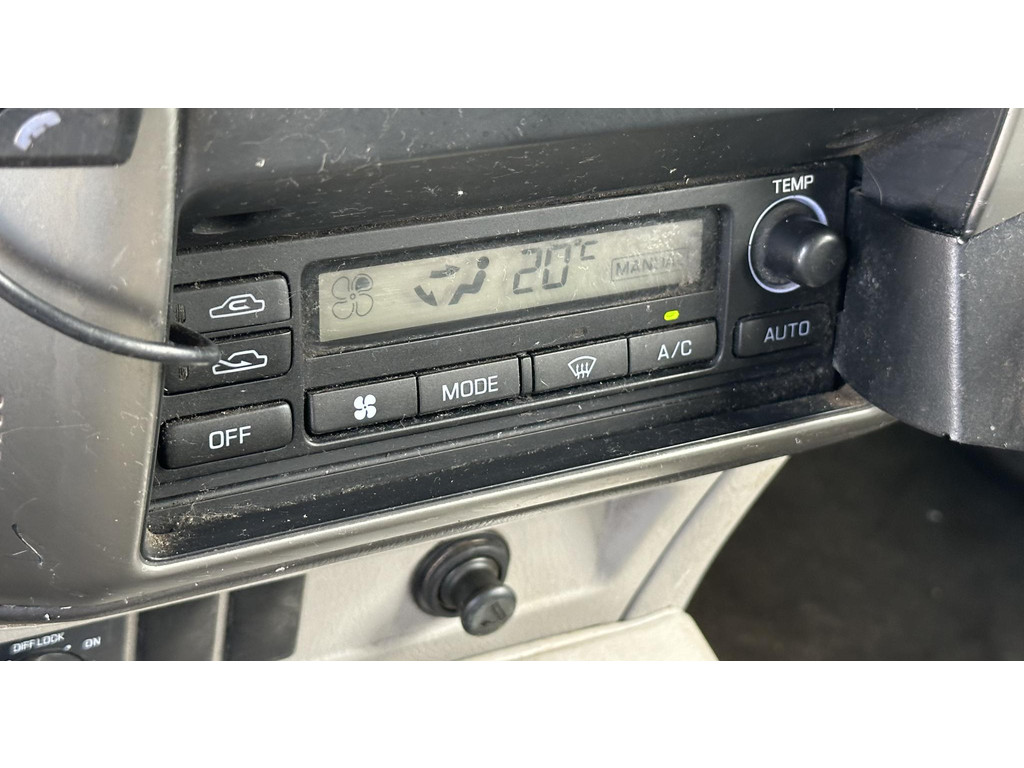 TEMP
20°C
MANUAL
AUTO
A/C
MODE
OFF
DIFF LOCK
ON